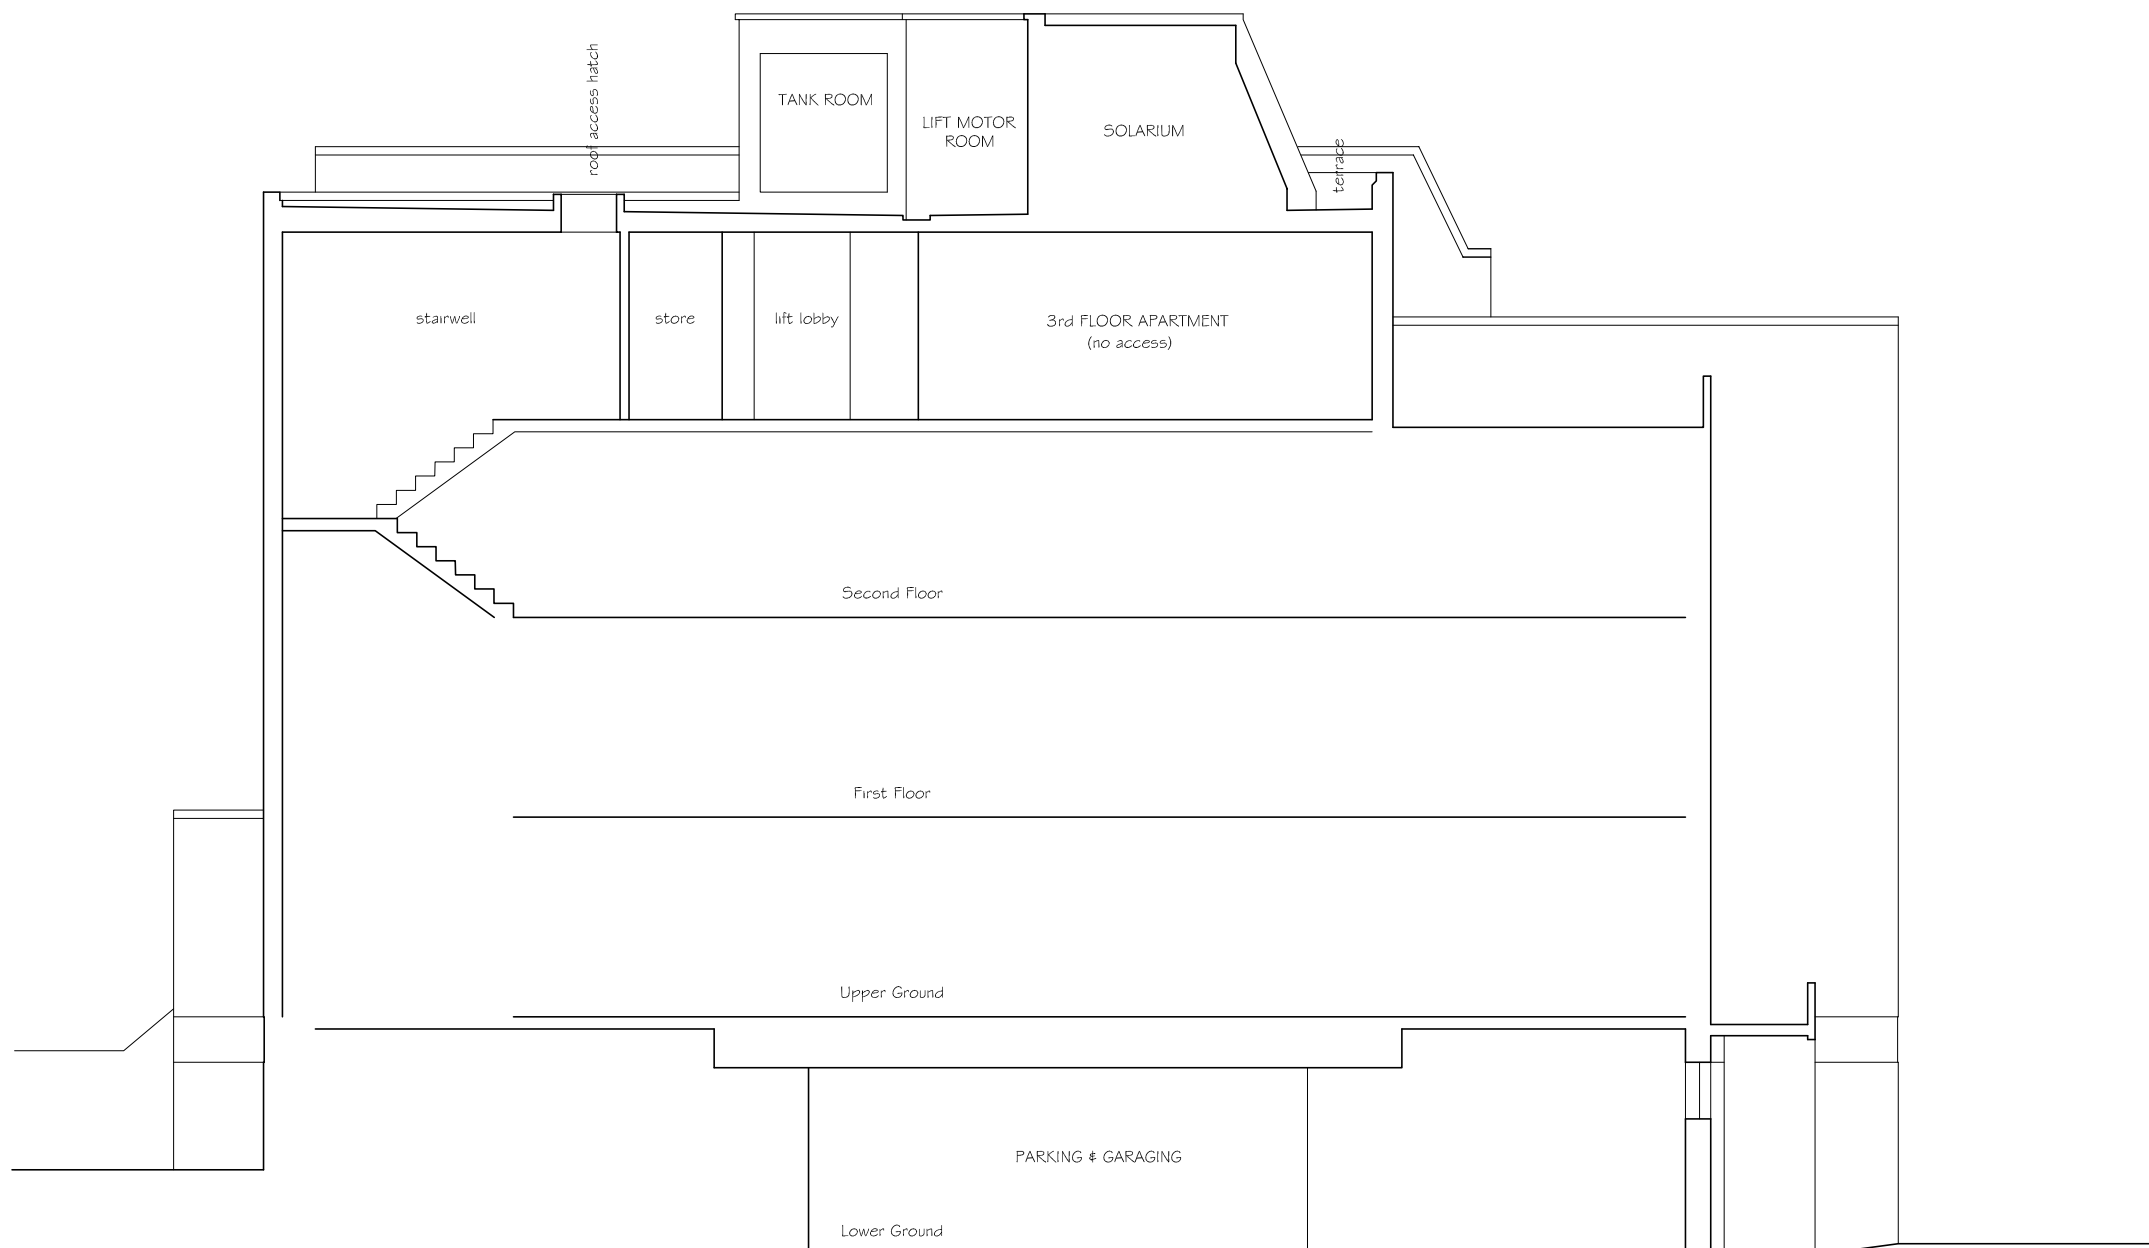 roof access hatch
TANK ROOM
LIFT MOTOR
ROOM
SOLARIUM
terrace
stairwell
store
lift lobby
3rd FLOOR APARTMENT
(no access)
Second Floor
First Floor
Upper Ground
PARKING & GARAGING
Lower Ground